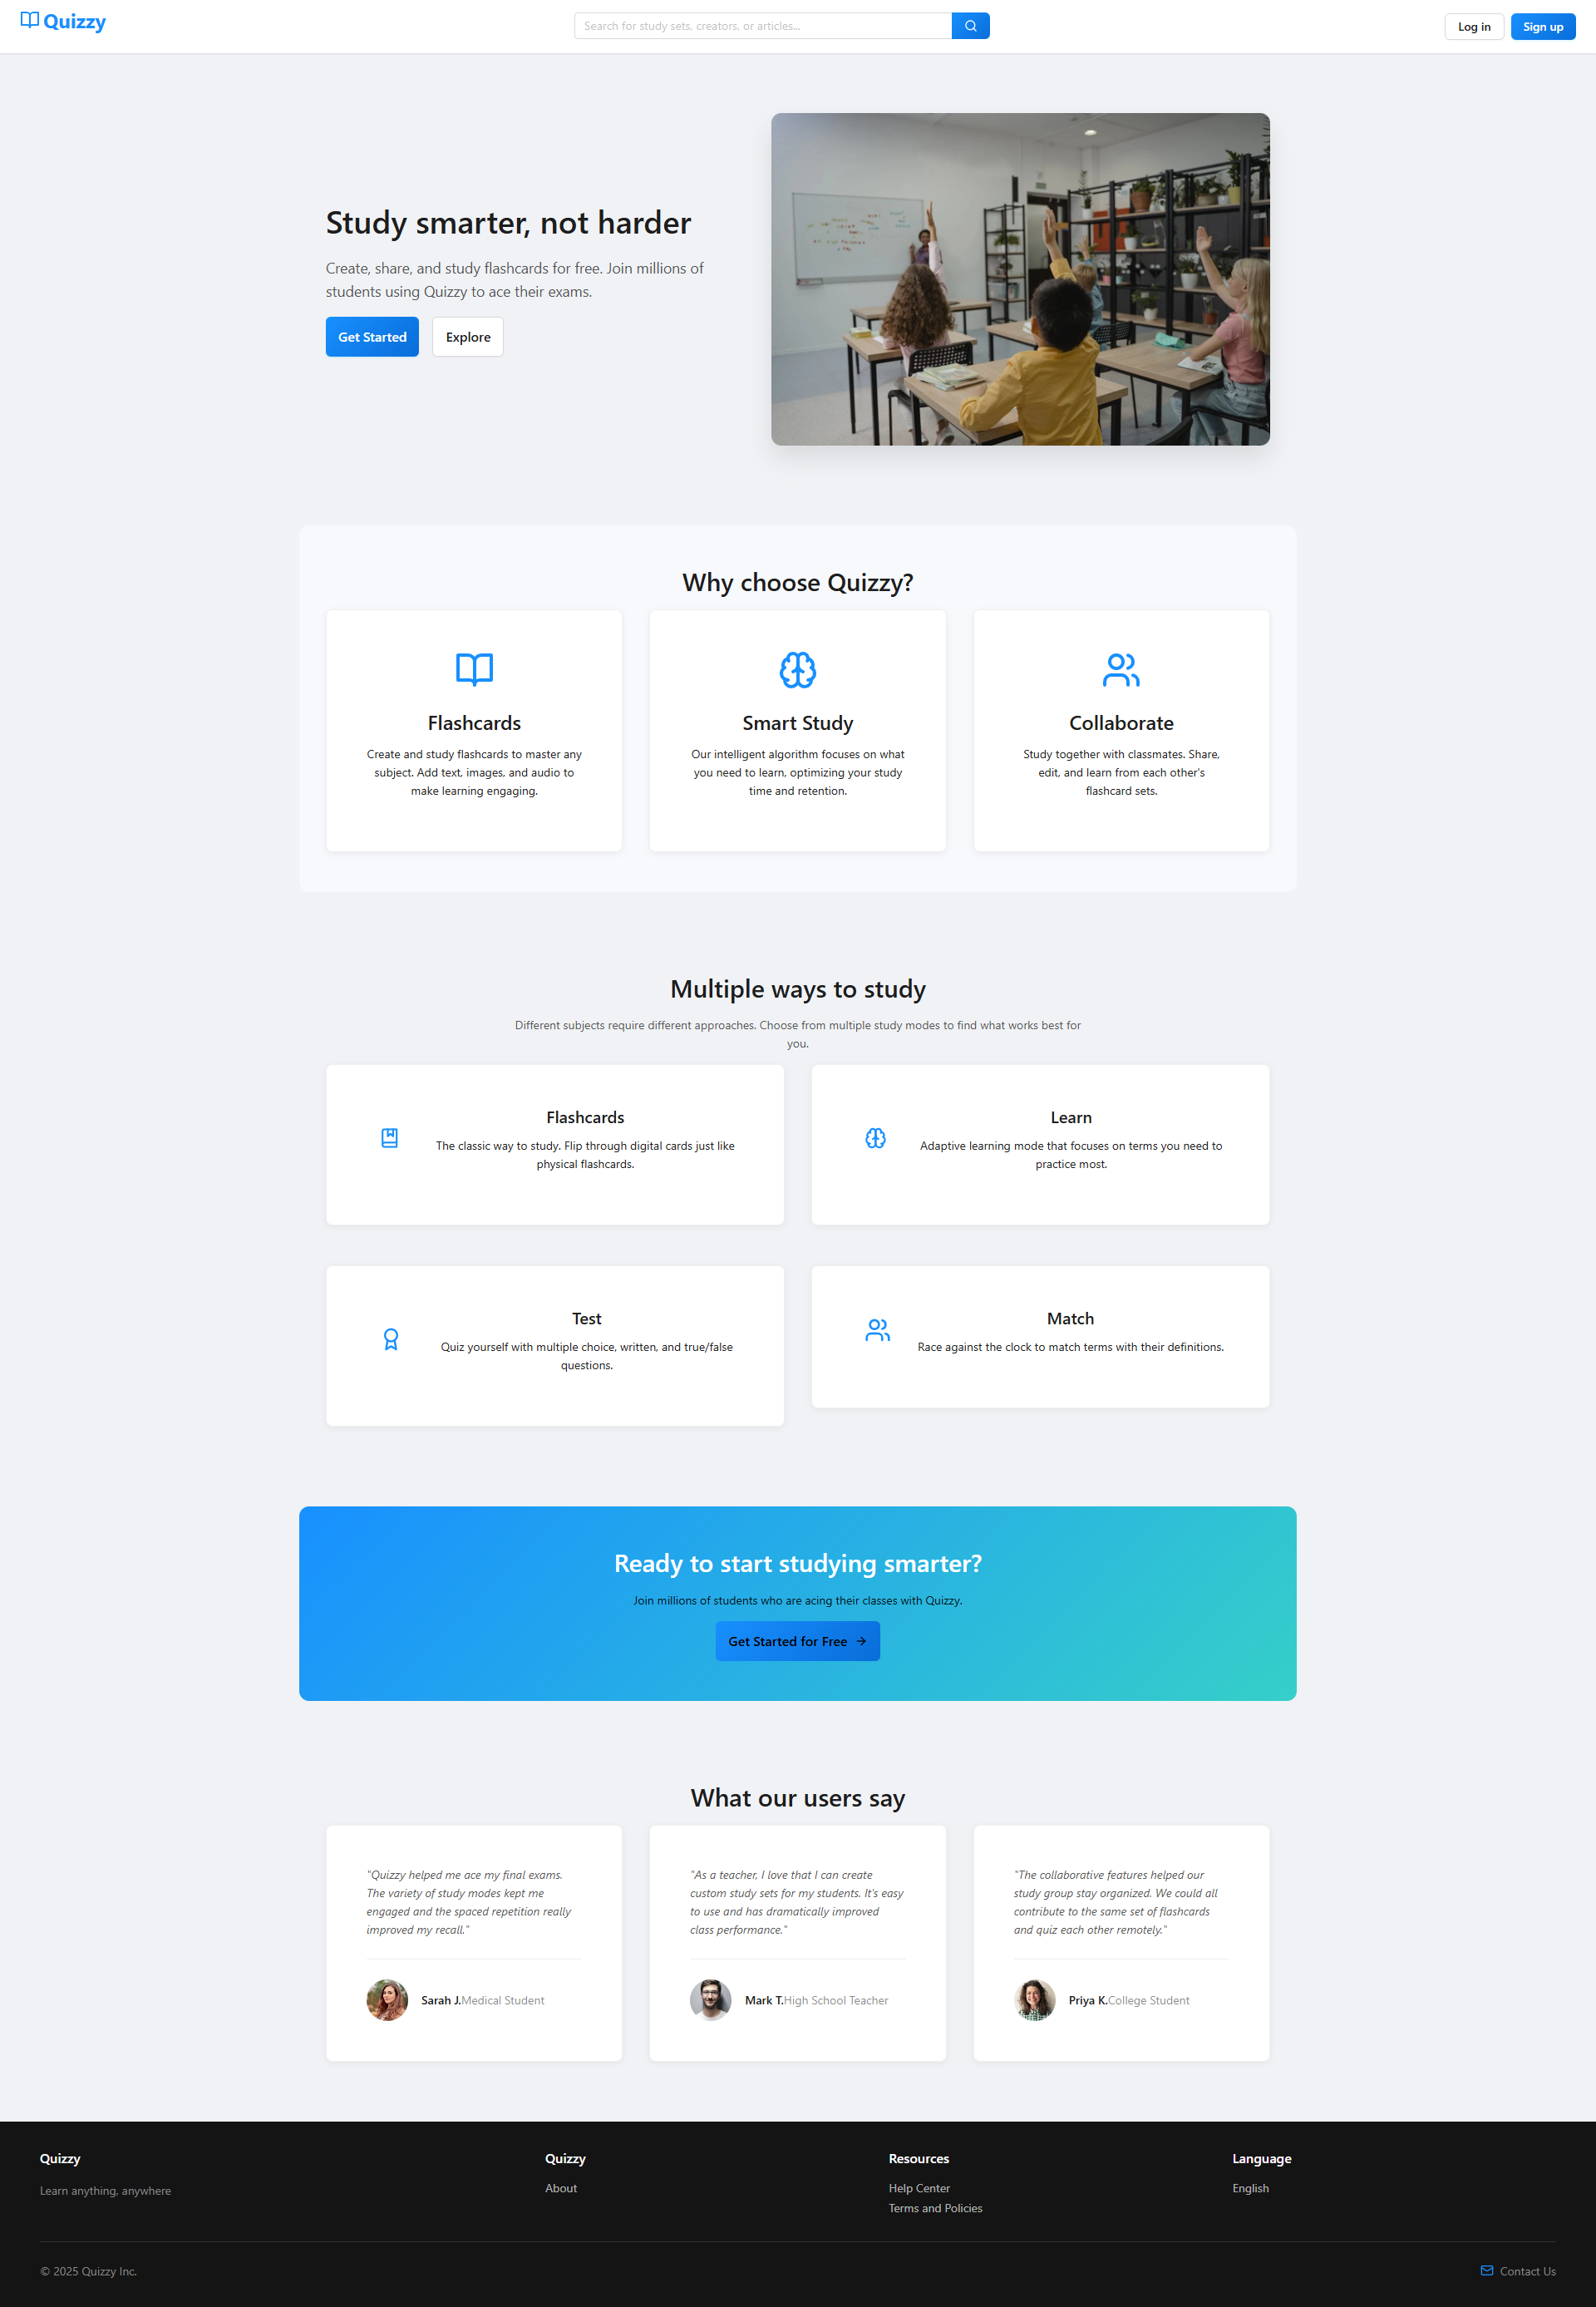 Quizzy
Search for study sets, creators, or articles...
Log in
Sign up
Study smarter, not harder
Create, share, and study flashcards for free. Join millions of
students using Quizzy to ace their exams.
Get Started
Explore
Why choose Quizzy?
Flashcards
Create and study flashcards to master any
subject. Add text, images, and audio to
make learning engaging.
Smart Study
Our intelligent algorithm focuses on what
you need to learn, optimizing your study
time and retention.
Collaborate
Study together with classmates. Share,
edit, and learn from each other's
flashcard sets.
Multiple ways to study
Different subjects require different approaches. Choose from multiple study modes to find what works best for
you.
Flashcards
The classic way to study. Flip through digital cards just like
physical flashcards.
Learn
Adaptive learning mode that focuses on terms you need to
practice most.
Test
Quiz yourself with multiple choice, written, and true/false
questions.
Match
Race against the clock to match terms with their definitions.
Ready to start studying smarter?
Join millions of students who are acing their classes with Quizzy.
Get Started for Free
What our users say
"Quizzy helped me ace my final exams.
The variety of study modes kept me
engaged and the spaced repetition really
improved my recall."
Sarah J.Medical Student
"As a teacher, I love that I can create
custom study sets for my students. It's easy
to use and has dramatically improved
class performance."
Mark T.High School Teacher
"The collaborative features helped our
study group stay organized. We could all
contribute to the same set of flashcards
and quiz each other remotely."
Priya K.College Student
Quizzy
Learn anything, anywhere
Quizzy
About
Resources
Help Center
Terms and Policies
Language
English
© 2025 Quizzy Inc.
Contact Us